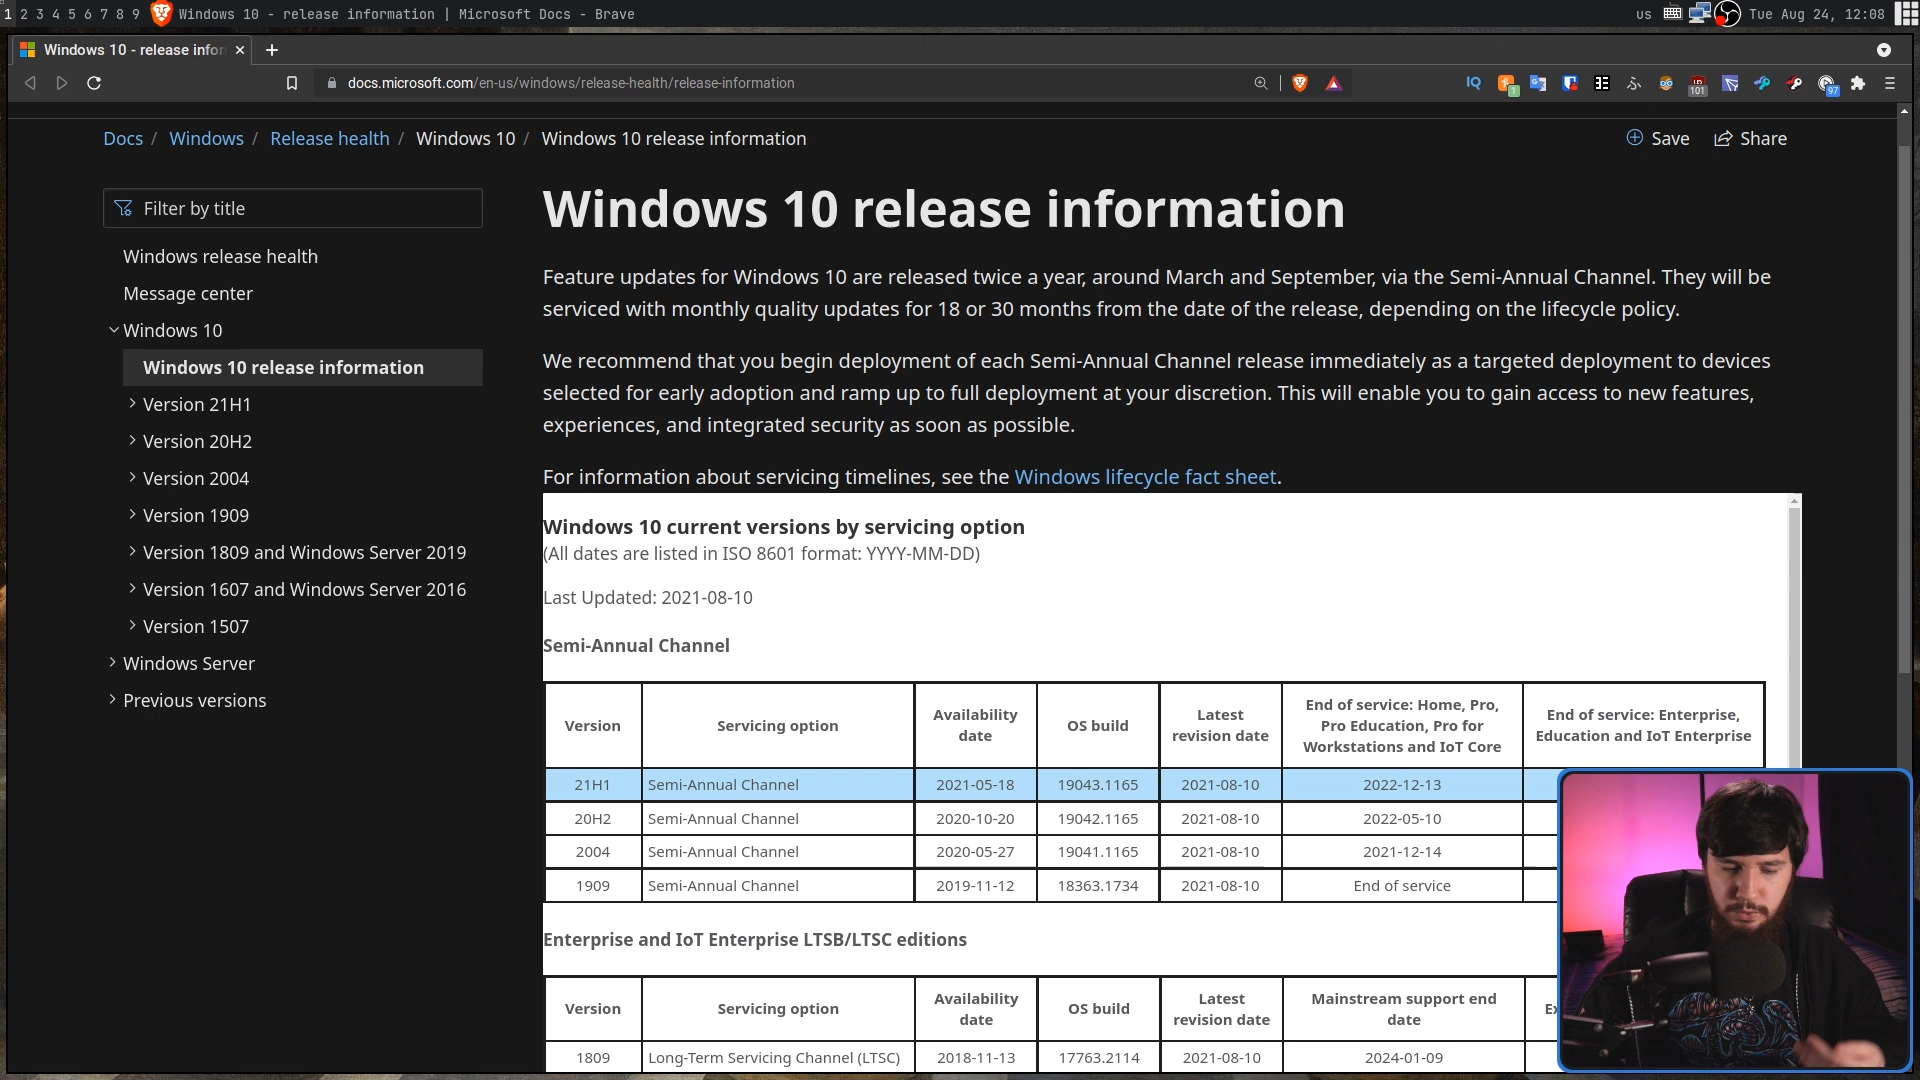 1 2 3 4 5 6 7 8 9 Windows 10 - release information | Microsoft Docs - Brave
us Tue Aug 24, 12:08
Windows 10 - release infor
docs.microsoft.com/en-us/windows/release-health/release-information
IQ 1 101 97
Docs / Windows / Release health / Windows 10 / Windows 10 release information
Save Share
Filter by title
Windows release health
Message center
Windows 10
Windows 10 release information
Version 21H1
Version 20H2
Version 2004
Version 1909
Version 1809 and Windows Server 2019
Version 1607 and Windows Server 2016
Version 1507
Windows Server
Previous versions
Windows 10 release information
Feature updates for Windows 10 are released twice a year, around March and September, via the Semi-Annual Channel. They will be
serviced with monthly quality updates for 18 or 30 months from the date of the release, depending on the lifecycle policy.
We recommend that you begin deployment of each Semi-Annual Channel release immediately as a targeted deployment to devices
selected for early adoption and ramp up to full deployment at your discretion. This will enable you to gain access to new features,
experiences, and integrated security as soon as possible.
For information about servicing timelines, see the Windows lifecycle fact sheet.
Windows 10 current versions by servicing option
(All dates are listed in ISO 8601 format: YYYY-MM-DD)
Last Updated: 2021-08-10
Semi-Annual Channel
Version Servicing option Availability date OS build Latest revision date End of service: Home, Pro, Pro Education, Pro for Workstations and IoT Core End of service: Enterprise, Education and IoT Enterprise
21H1 Semi-Annual Channel 2021-05-18 19043.1165 2021-08-10 2022-12-13
20H2 Semi-Annual Channel 2020-10-20 19042.1165 2021-08-10 2022-05-10
2004 Semi-Annual Channel 2020-05-27 19041.1165 2021-08-10 2021-12-14
1909 Semi-Annual Channel 2019-11-12 18363.1734 2021-08-10 End of service
Enterprise and IoT Enterprise LTSB/LTSC editions
Version Servicing option Availability date OS build Latest revision date Mainstream support end date
1809 Long-Term Servicing Channel (LTSC) 2018-11-13 17763.2114 2021-08-10 2024-01-09